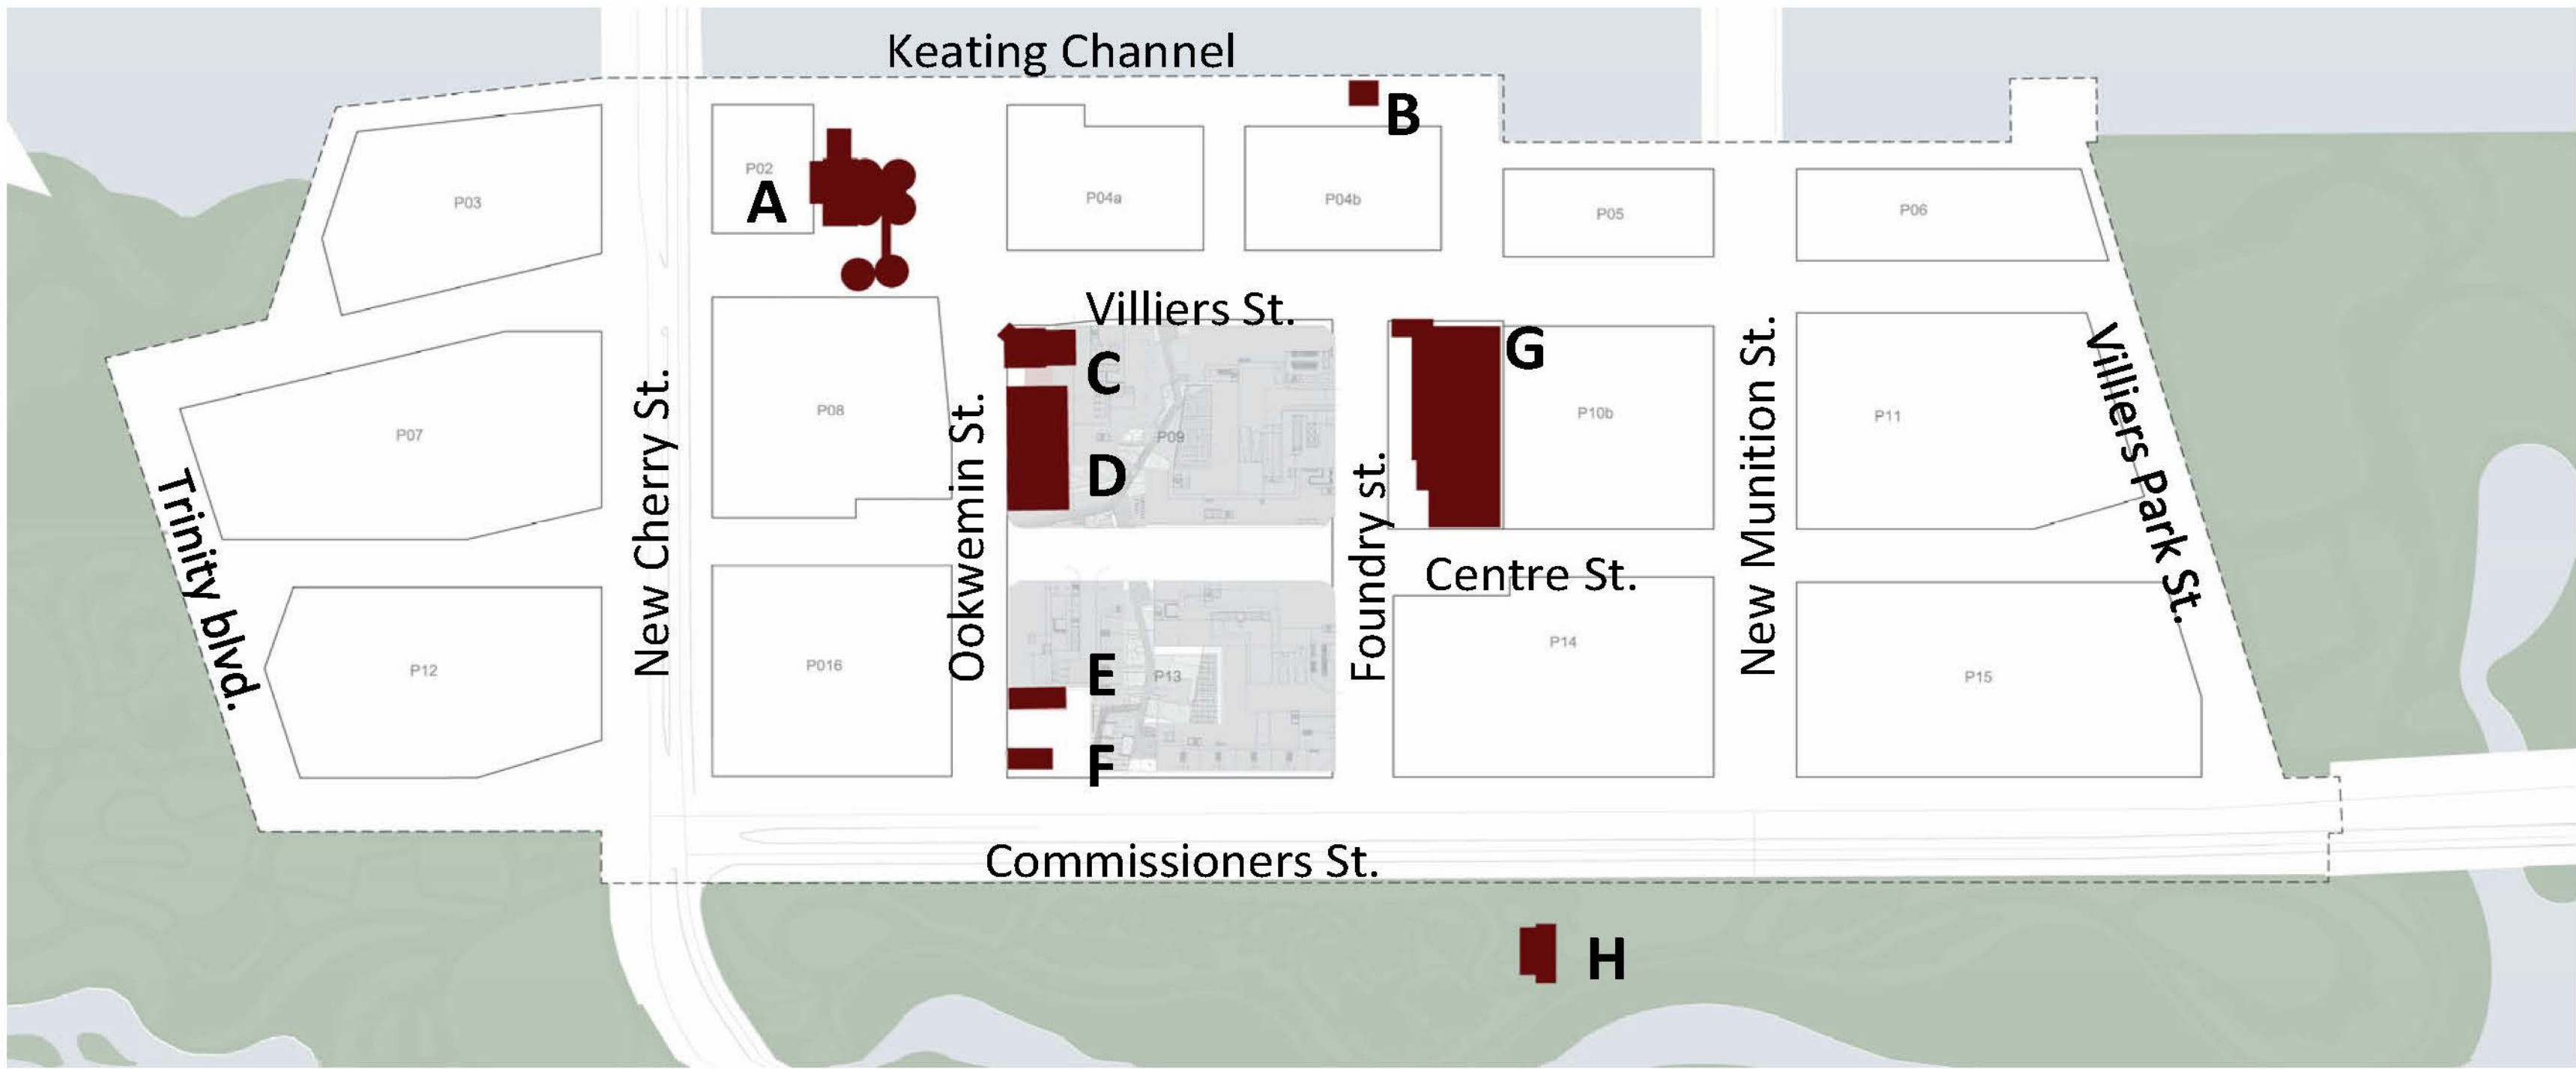 Keating Channel
B
P02
A
P03
P04a
P04b
P05
P06
Villiers St.
C
G
P08
P07
P09
P10b
P11
D
Trinity blvd.
New Cherry St.
Ookwemin St.
Foundry st.
New Munition St.
Villiers Park St.
Centre St.
P12
P016
E
P13
P14
P15
F
Commissioners St.
H